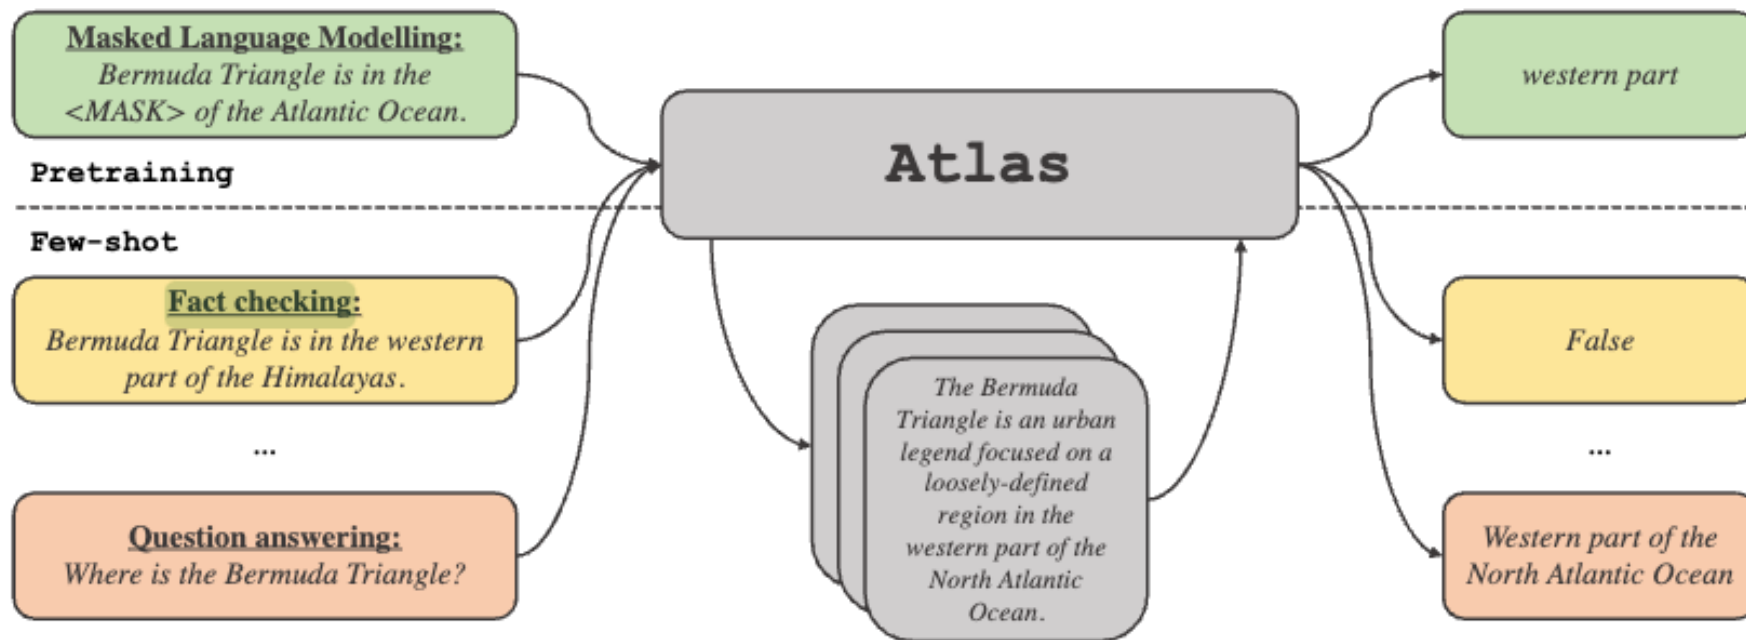 Masked Language Modelling:
Bermuda Triangle is in the
<MASK> of the Atlantic Ocean.
western part
Atlas
Pretraining
Few-shot
Fact checking:
Bermuda Triangle is in the western
part of the Himalayas.
False
...
...
The Bermuda
Triangle is an urban
legend focused on a
loosely-defined
region in the
western part of the
North Atlantic
Ocean.
Question answering:
Where is the Bermuda Triangle?
Western part of the
North Atlantic Ocean